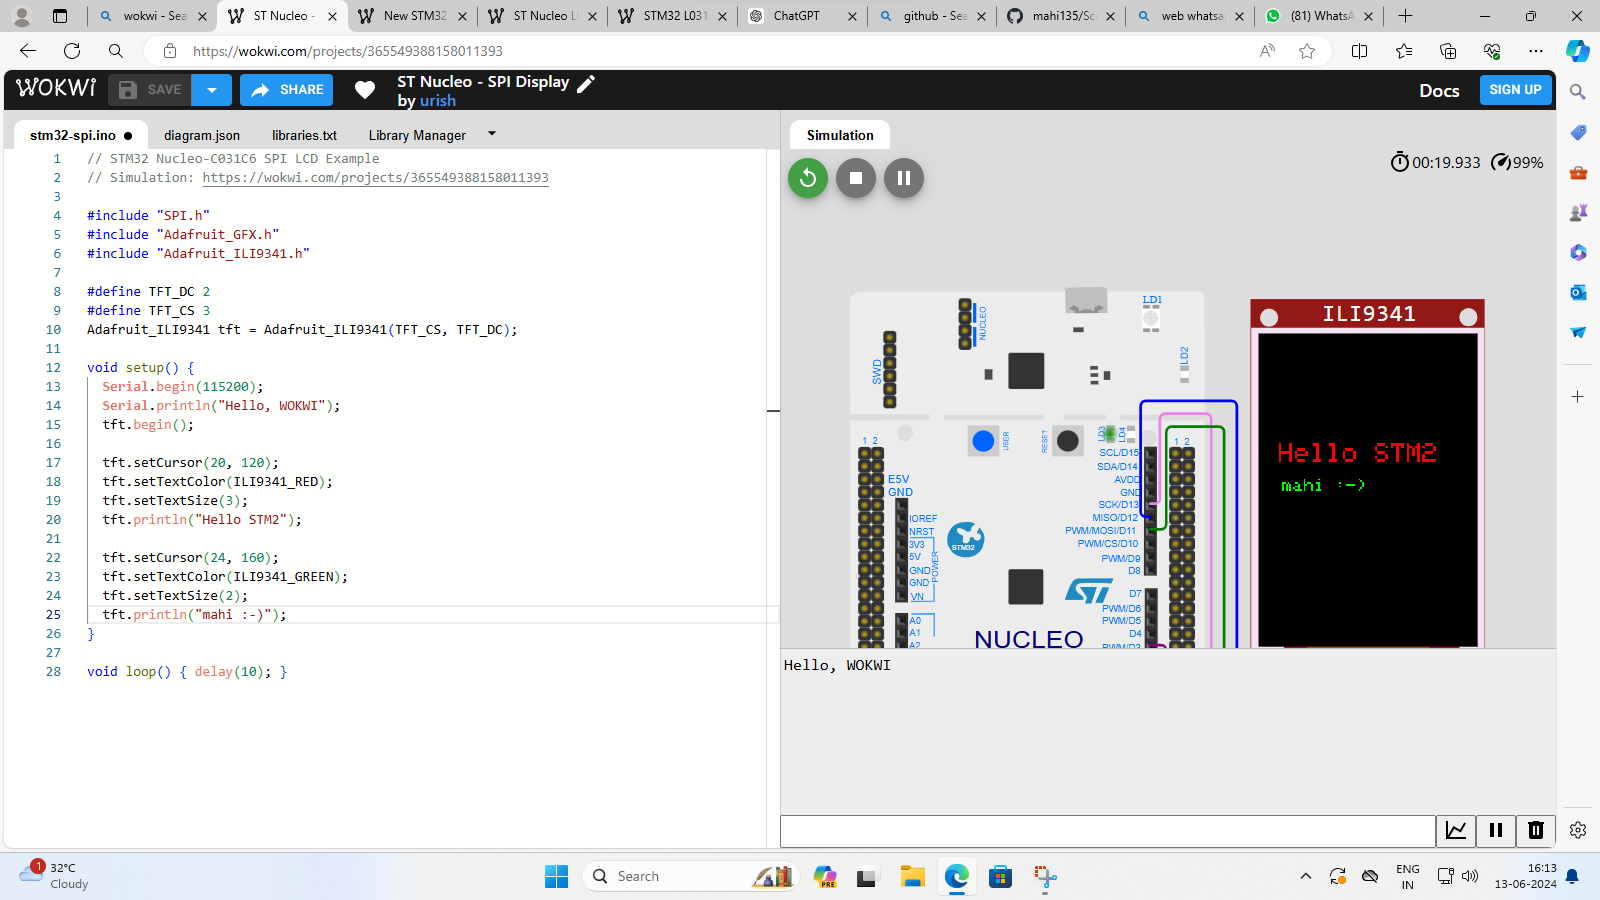 wokwi - Sea
ST Nucleo -
New STM32
ST Nucleo L0
STM32 L031
ChatGPT
github - Sea
mahi135/Sc
web whatsa
(81) WhatsA
https://wokwi.com/projects/365549388158011393
WOKWI
SAVE
SHARE
ST Nucleo - SPI Display
by urish
Docs
SIGN UP
stm32-spi.ino
diagram.json
libraries.txt
Library Manager
Simulation
00:19.933
99%
1 // STM32 Nucleo-C031C6 SPI LCD Example
2 // Simulation: https://wokwi.com/projects/365549388158011393
3
4 #include "SPI.h"
5 #include "Adafruit_GFX.h"
6 #include "Adafruit_ILI9341.h"
7
8 #define TFT_DC 2
9 #define TFT_CS 3
10 Adafruit_ILI9341 tft = Adafruit_ILI9341(TFT_CS, TFT_DC);
11
12 void setup() {
13 Serial.begin(115200);
14 Serial.println("Hello, WOKWI");
15 tft.begin();
16
17 tft.setCursor(20, 120);
18 tft.setTextColor(ILI9341_RED);
19 tft.setTextSize(3);
20 tft.println("Hello STM2");
21
22 tft.setCursor(24, 160);
23 tft.setTextColor(ILI9341_GREEN);
24 tft.setTextSize(2);
25 tft.println("mahi :-)");
26 }
27
28 void loop() { delay(10); }
NUCLEO
LD1
SWD
LD2
USER
RESET
LD3
LD4
1 2
1 2
E5V
GND
IOREF
NRST
3V3
5V
GND
GND
VIN
POWER
A0
A1
A2
STM32
SCL/D15
SDA/D14
AVDD
GND
SCK/D13
MISO/D12
PWM/MOSI/D11
PWM/CS/D10
PWM/D9
D8
D7
PWM/D6
PWM/D5
D4
PWM/D3
NUCLEO
ILI9341
Hello STM2
mahi :-)
Hello, WOKWI
1
32°C
Cloudy
Search
PRE
ENG
IN
16:13
13-06-2024